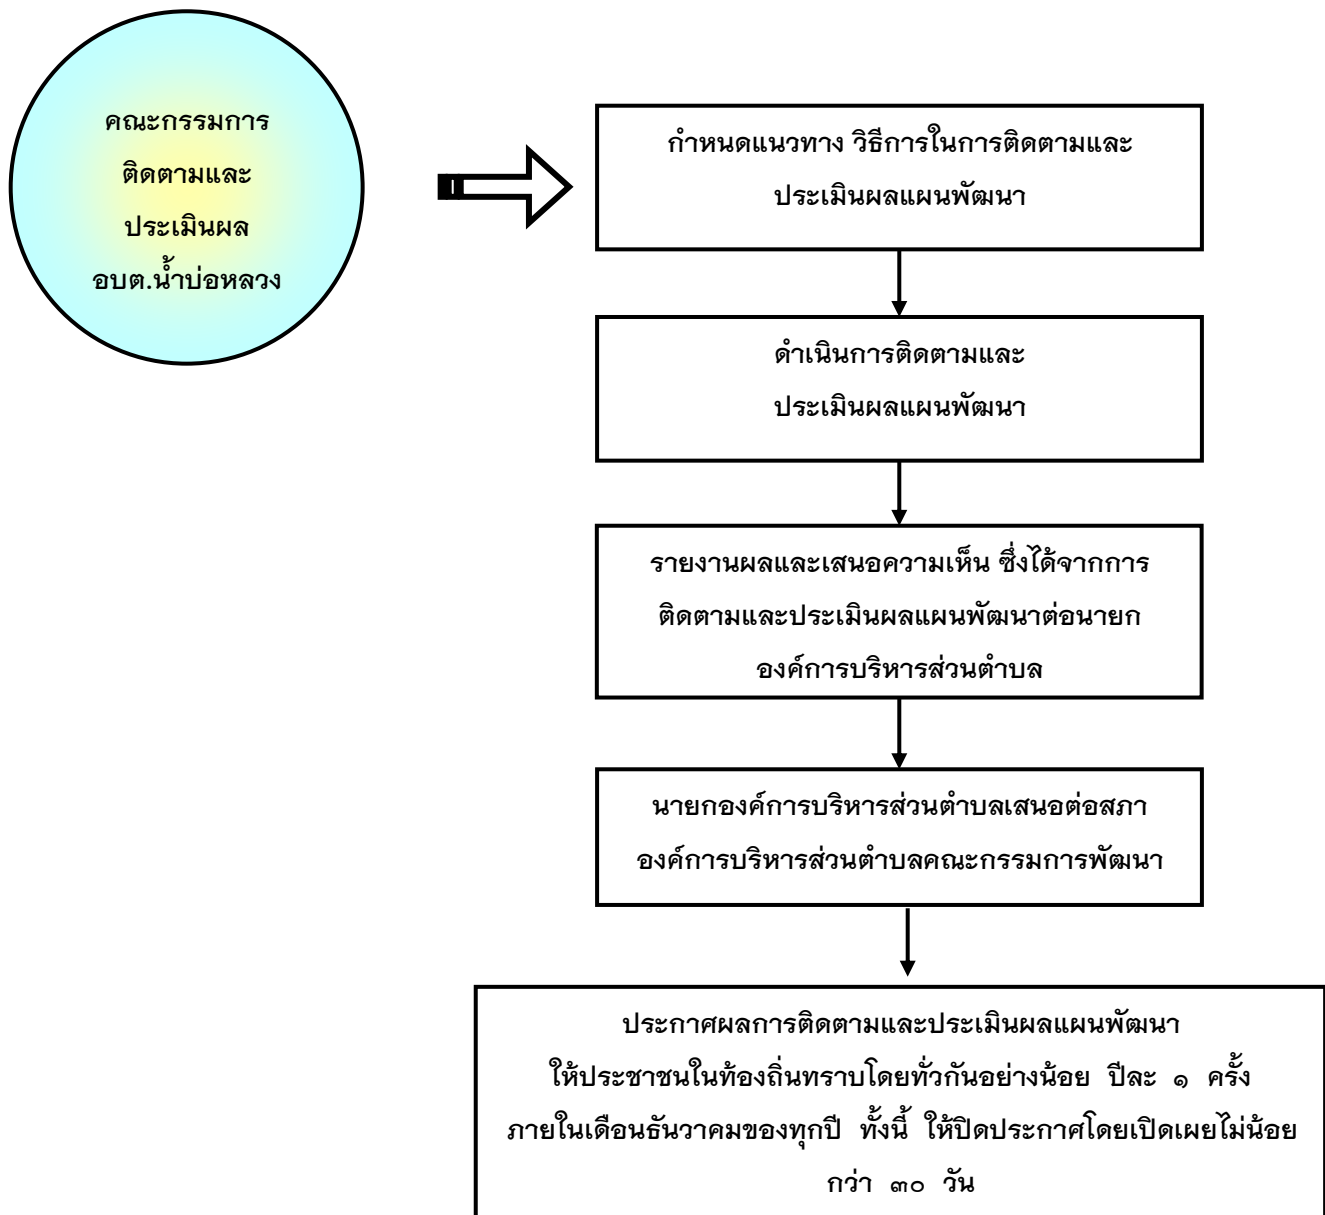 คณะกรรมการ
ติดตามและ
ประเมินผล
อบต.น้ำบ่อหลวง
กำหนดแนวทาง วิธีการในการติดตามและ
ประเมินผลแผนพัฒนา
ดำเนินการติดตามและ
ประเมินผลแผนพัฒนา
รายงานผลและเสนอความเห็น ซึ่งได้จากการ
ติดตามและประเมินผลแผนพัฒนาต่อนายก
องค์การบริหารส่วนตำบล
นายกองค์การบริหารส่วนตำบลเสนอต่อสภา
องค์การบริหารส่วนตำบลคณะกรรมการพัฒนา
ประกาศผลการติดตามและประเมินผลแผนพัฒนา
ให้ประชาชนในท้องถิ่นทราบโดยทั่วกันอย่างน้อย ปีละ ๑ ครั้ง
ภายในเดือนธันวาคมของทุกปี ทั้งนี้ ให้ปิดประกาศโดยเปิดเผยไม่น้อย
กว่า ๓๐ วัน